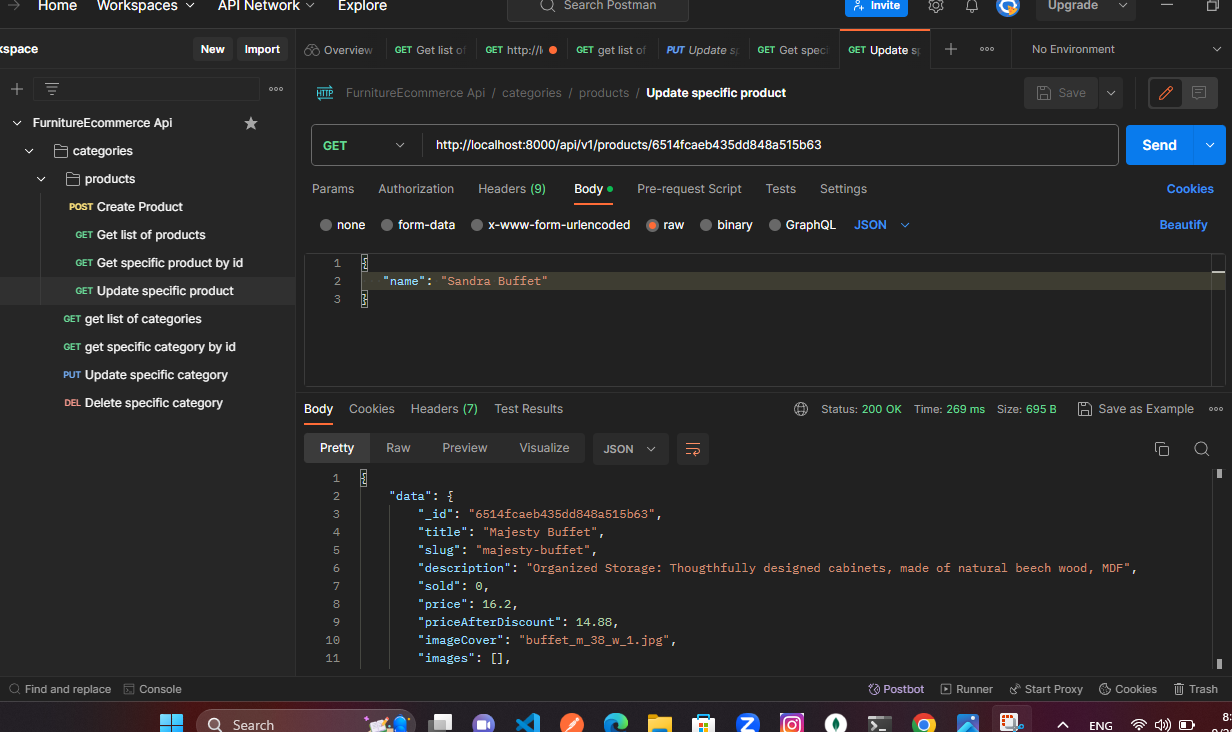 Home Workspaces API Network Explore Search Postman Invite Upgrade
kspace New Import Overview GET Get list of GET http://l GET get list of PUT Update sp GET Get speci GET Update sp No Environment
FurnitureEcommerce Api / categories / products / Update specific product Save
FurnitureEcommerce Api
categories
products
POST Create Product
GET Get list of products
GET Get specific product by id
GET Update specific product
GET get list of categories
GET get specific category by id
PUT Update specific category
DEL Delete specific category
GET http://localhost:8000/api/v1/products/6514fcaeb435dd848a515b63 Send
Params Authorization Headers (9) Body Pre-request Script Tests Settings Cookies
none form-data x-www-form-urlencoded raw binary GraphQL JSON Beautify
1 {
2 "name": "Sandra Buffet"
3 }
Body Cookies Headers (7) Test Results Status: 200 OK Time: 269 ms Size: 695 B Save as Example
Pretty Raw Preview Visualize JSON
1 {
2 "data": {
3 "_id": "6514fcaeb435dd848a515b63",
4 "title": "Majesty Buffet",
5 "slug": "majesty-buffet",
6 "description": "Organized Storage: Thougthfully designed cabinets, made of natural beech wood, MDF",
7 "sold": 0,
8 "price": 16.2,
9 "priceAfterDiscount": 14.88,
10 "imageCover": "buffet_m_38_w_1.jpg",
11 "images": [],
Find and replace Console Postbot Runner Start Proxy Cookies Trash
Search ENG